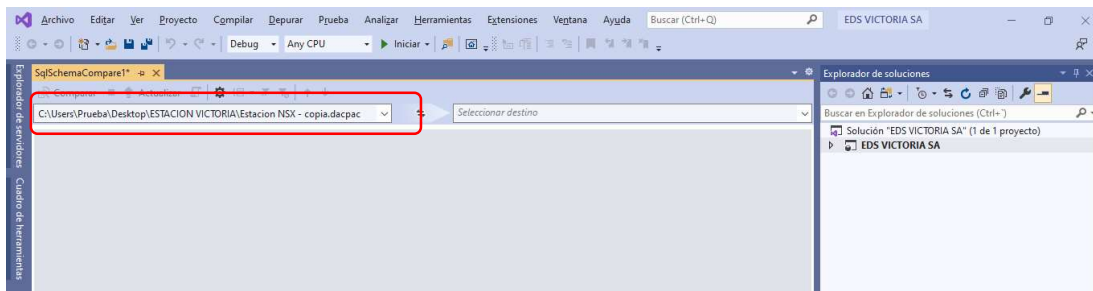 Archivo Editar Ver Proyecto Compilar Depurar Prueba Analizar Herramientas Extensiones Ventana Ayuda Buscar (Ctrl+Q) EDS VICTORIA SA
Debug Any CPU Iniciar
SqlSchemaCompare1*
Explorador de soluciones
Comparar Actualizar
C:\Users\Prueba\Desktop\ESTACION VICTORIA\Estacion NSX - copia.dacpac
Seleccionar destino
Buscar en Explorador de soluciones (Ctrl+´)
Solución "EDS VICTORIA SA" (1 de 1 proyecto)
EDS VICTORIA SA
Explorador de servidores
Cuadro de herramientas